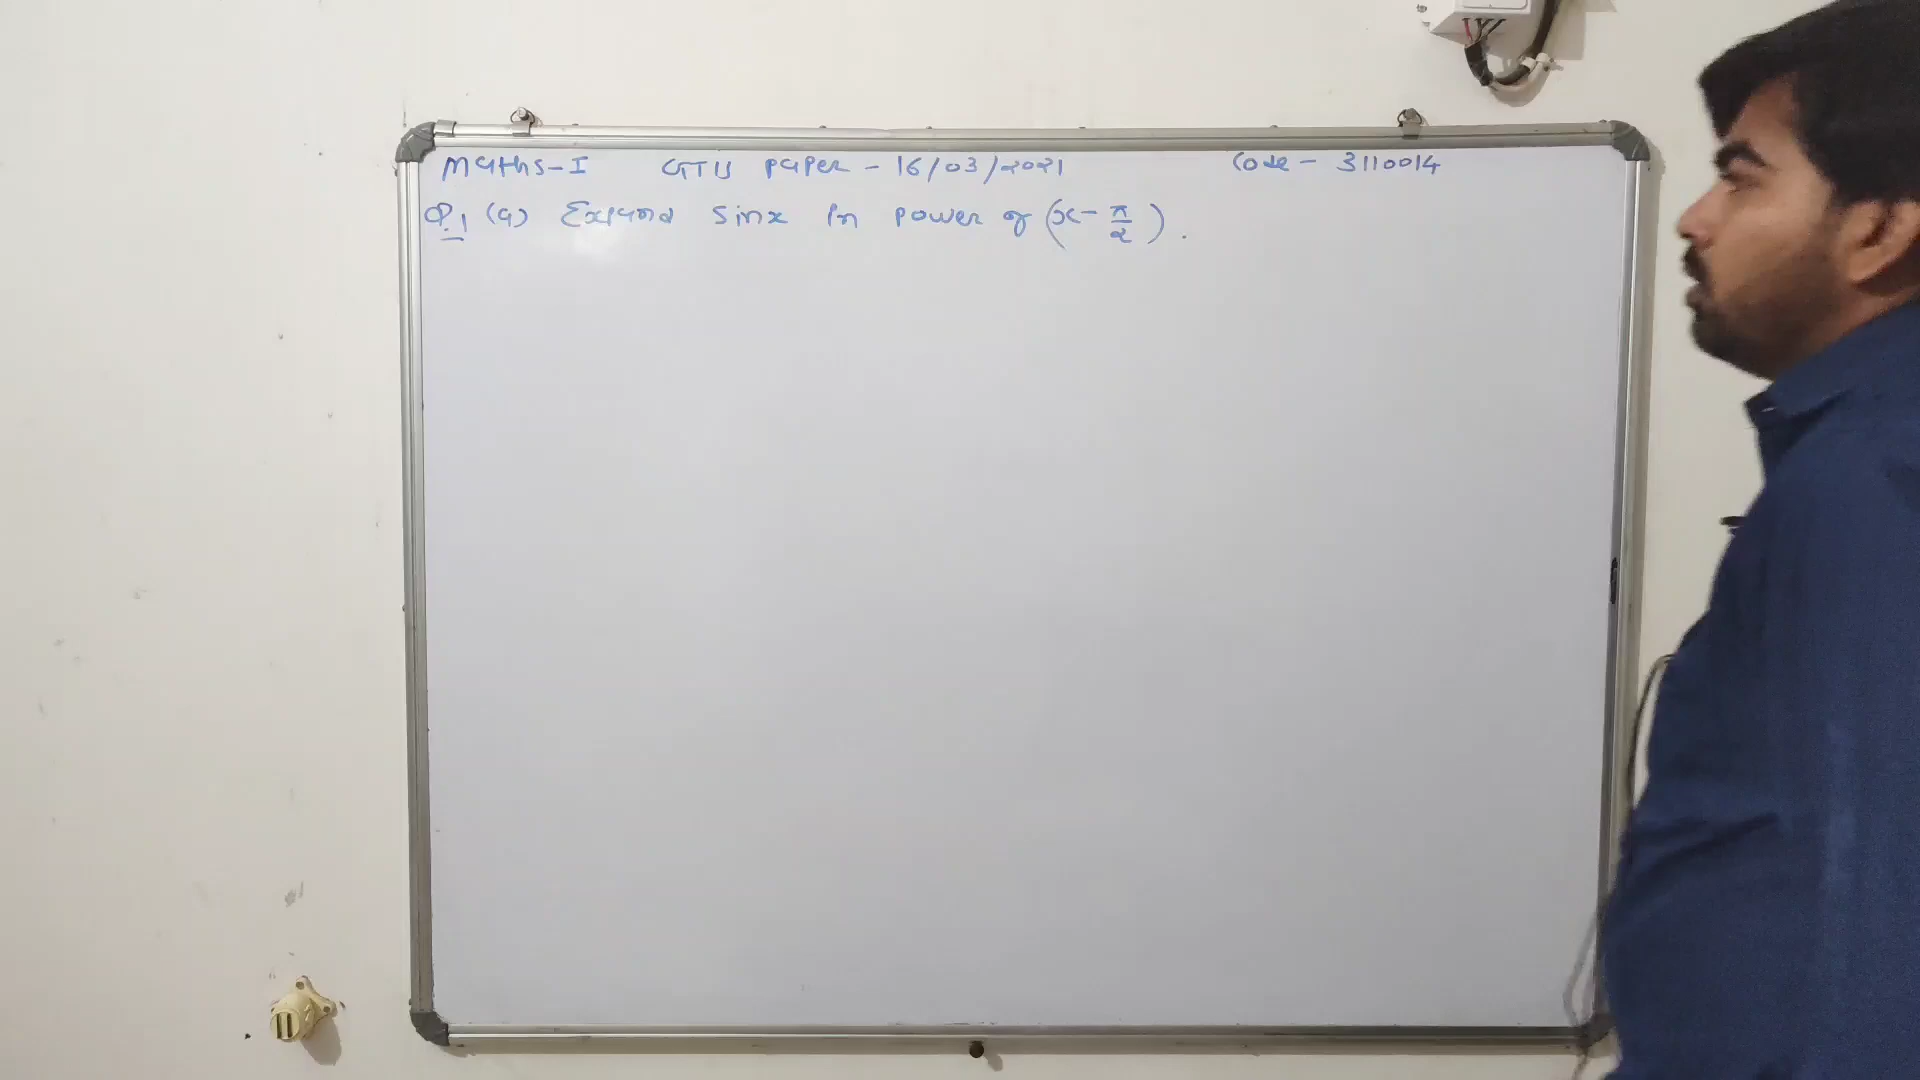 Maths-I GTU Paper - 16/03/2021 Code - 3110014
Q.1 (a) Expand sinx in power of (x - π/2).